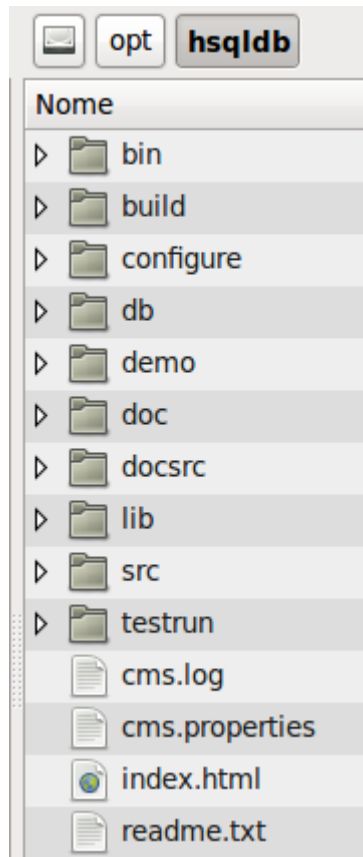 opt hsqldb
Nome
bin
build
configure
db
demo
doc
docsrc
lib
src
testrun
cms.log
cms.properties
index.html
readme.txt